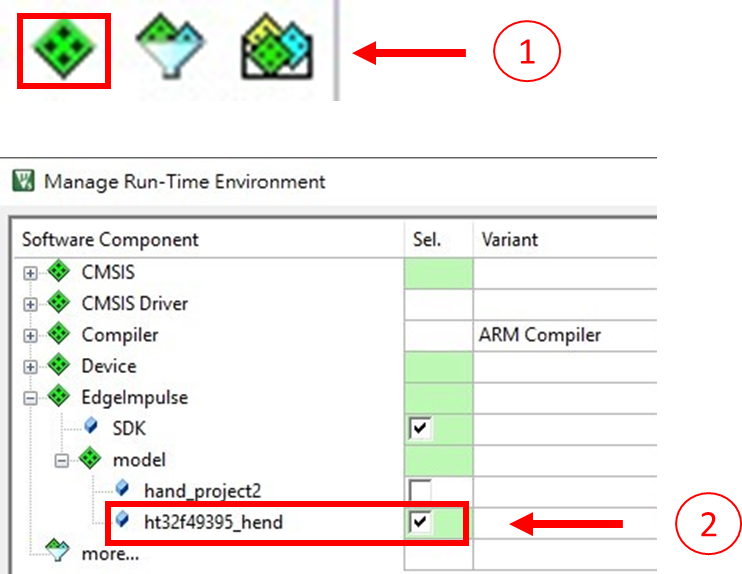 1
Manage Run-Time Environment
Software Component Sel. Variant
CMSIS
CMSIS Driver
Compiler ARM Compiler
Device
EdgeImpulse
SDK
model
hand_project2
ht32f49395_hend
2
more...